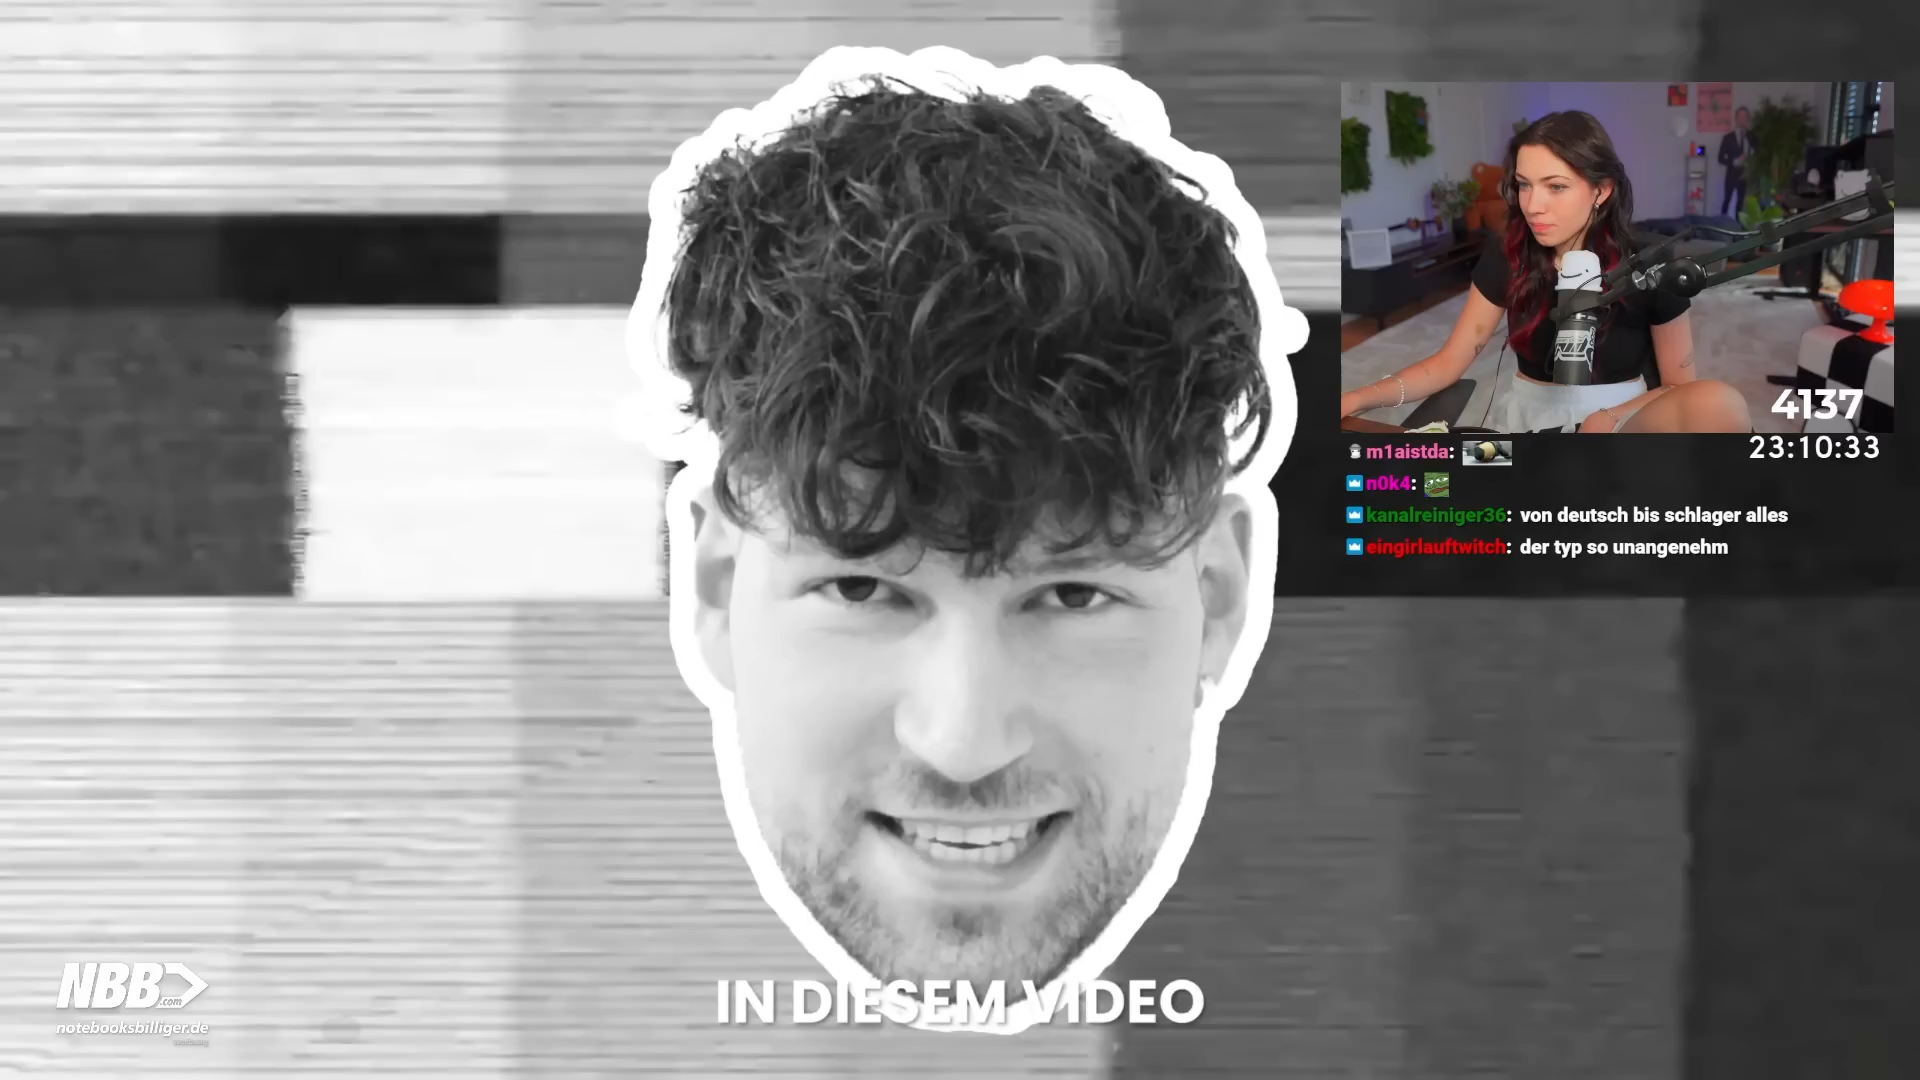 4137
23:10:33
m1aistda:
n0k4:
kanalreiniger36: von deutsch bis schlager alles
eingirlauftwitch: der typ so unangenehm
NBB.com
notebooksbilliger.de
IN DIESEM VIDEO